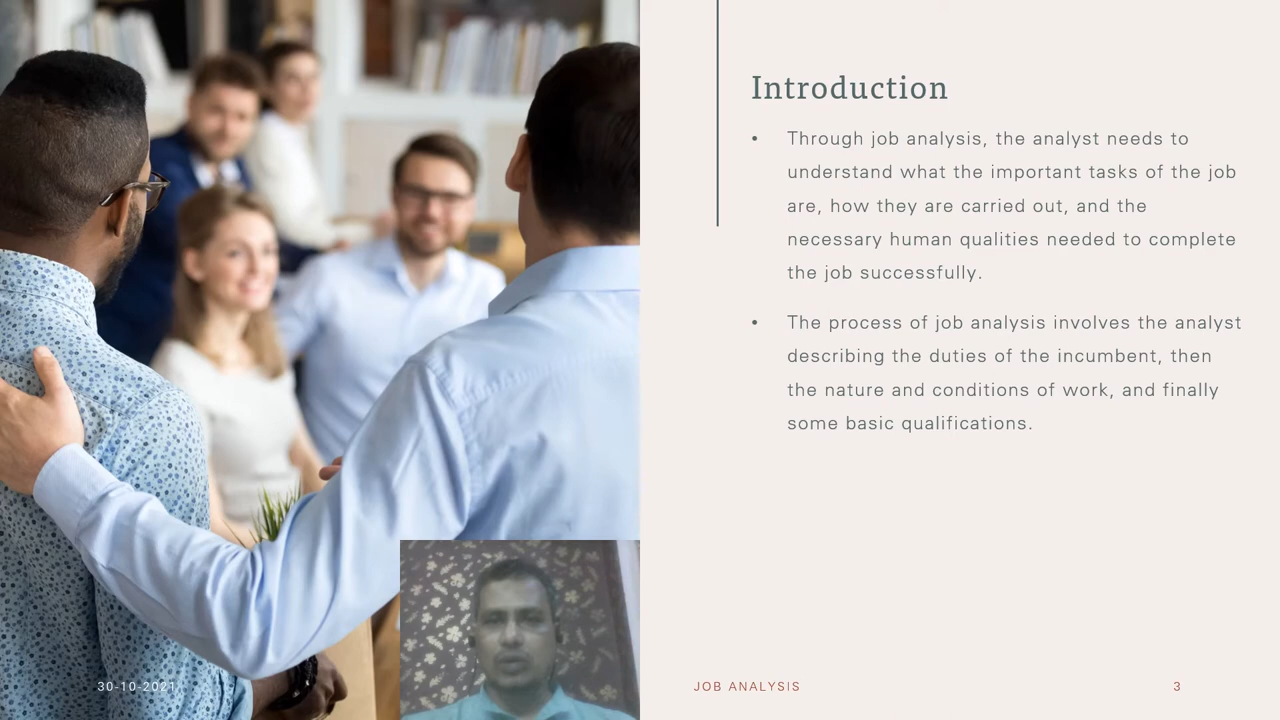 Introduction
• Through job analysis, the analyst needs to
understand what the important tasks of the job
are, how they are carried out, and the
necessary human qualities needed to complete
the job successfully.
• The process of job analysis involves the analyst
describing the duties of the incumbent, then
the nature and conditions of work, and finally
some basic qualifications.
30-10-2021
JOB ANALYSIS
3